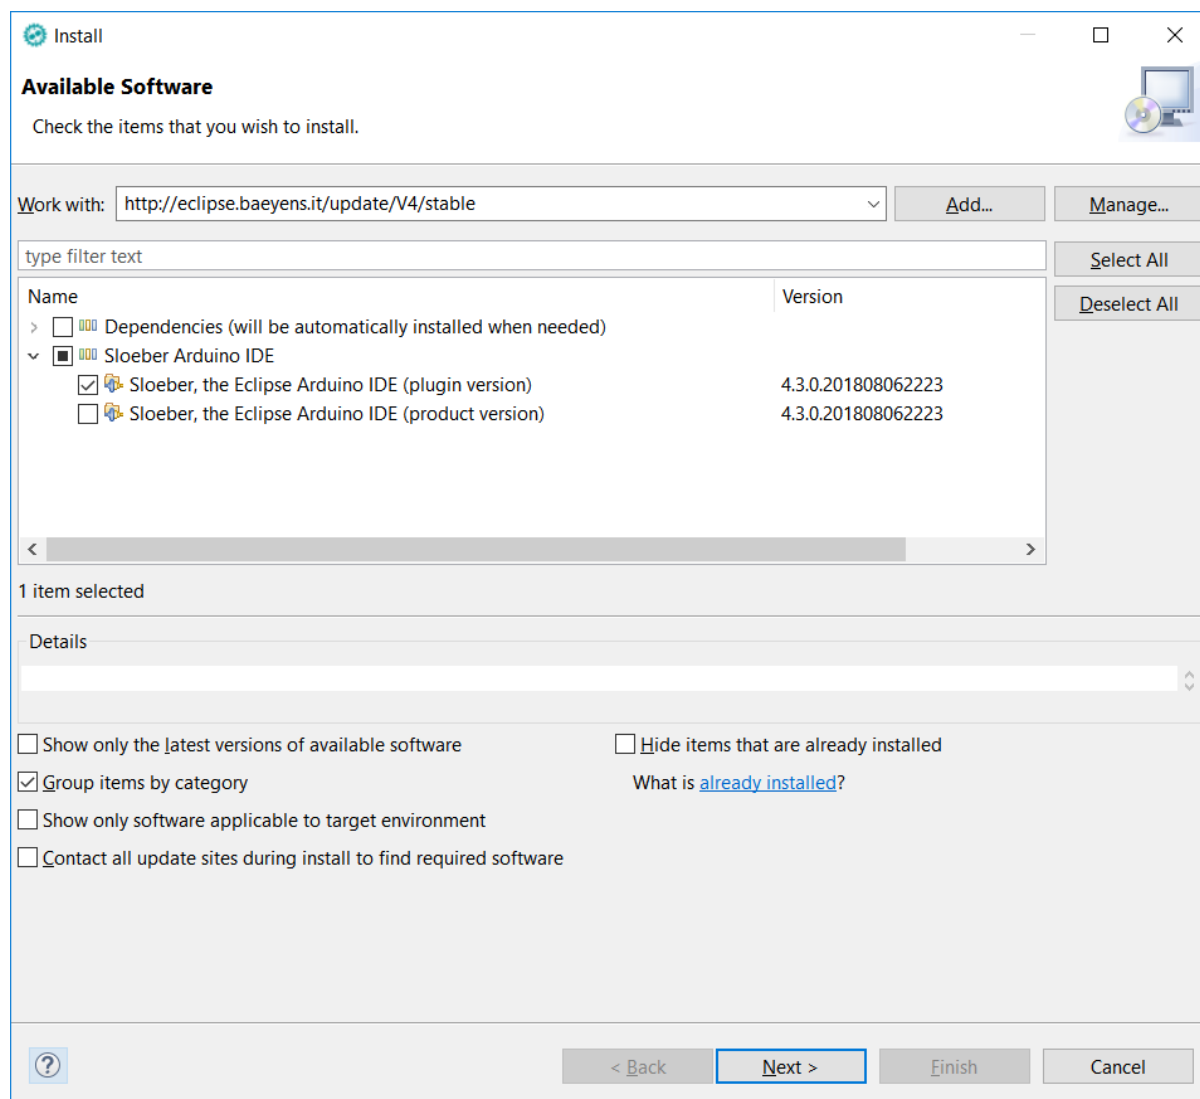 Install
Available Software
Check the items that you wish to install.
Work with: http://eclipse.baeyens.it/update/V4/stable Add... Manage...
type filter text Select All
Name Version Deselect All
Dependencies (will be automatically installed when needed)
Sloeber Arduino IDE
Sloeber, the Eclipse Arduino IDE (plugin version) 4.3.0.201808062223
Sloeber, the Eclipse Arduino IDE (product version) 4.3.0.201808062223
1 item selected
Details
Show only the latest versions of available software Hide items that are already installed
Group items by category What is already installed?
Show only software applicable to target environment
Contact all update sites during install to find required software
? < Back Next > Finish Cancel